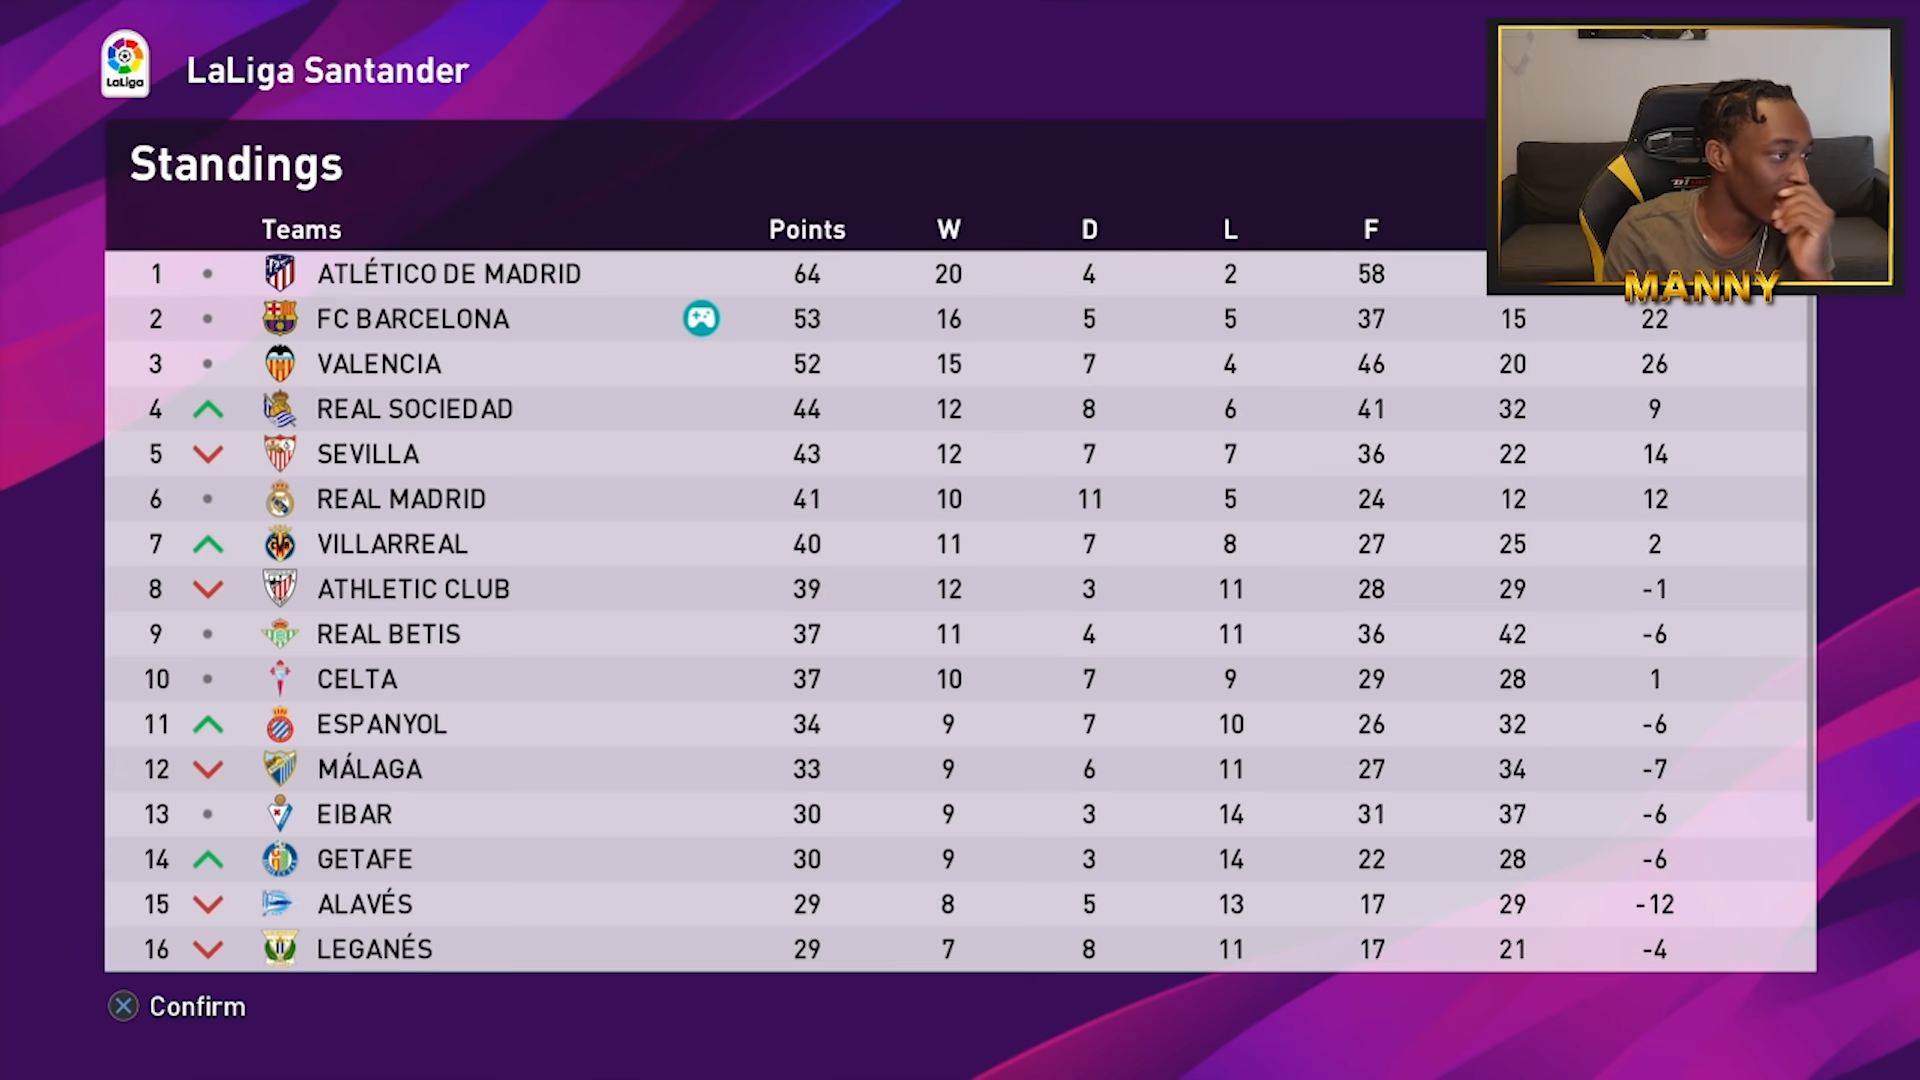 LaLiga
LaLiga Santander
Standings
Teams Points W D L F
1 ATLÉTICO DE MADRID 64 20 4 2 58
2 FC BARCELONA 53 16 5 5 37 15 22
3 VALENCIA 52 15 7 4 46 20 26
4 REAL SOCIEDAD 44 12 8 6 41 32 9
5 SEVILLA 43 12 7 7 36 22 14
6 REAL MADRID 41 10 11 5 24 12 12
7 VILLARREAL 40 11 7 8 27 25 2
8 ATHLETIC CLUB 39 12 3 11 28 29 -1
9 REAL BETIS 37 11 4 11 36 42 -6
10 CELTA 37 10 7 9 29 28 1
11 ESPANYOL 34 9 7 10 26 32 -6
12 MÁLAGA 33 9 6 11 27 34 -7
13 EIBAR 30 9 3 14 31 37 -6
14 GETAFE 30 9 3 14 22 28 -6
15 ALAVÉS 29 8 5 13 17 29 -12
16 LEGANÉS 29 7 8 11 17 21 -4
Confirm
MANNY